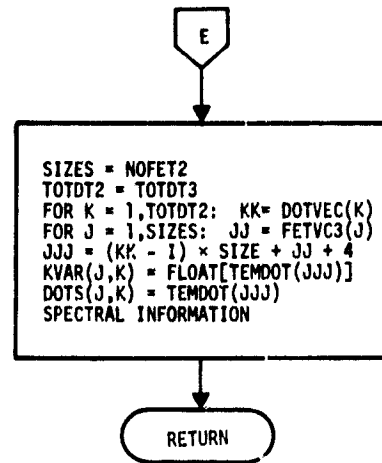 E
SIZES = NOFET2
TOTDT2 = TOTDT3
FOR K = 1,TOTDT2: KK= DOTVEC(K)
FOR J = 1,SIZES: JJ = FETVC3(J)
JJJ = (KK - I) × SIZE + JJ + 4
KVAR(J,K) = FLOAT[TEMDOT(JJJ)]
DOTS(J,K) = TEMDOT(JJJ)
SPECTRAL INFORMATION
RETURN